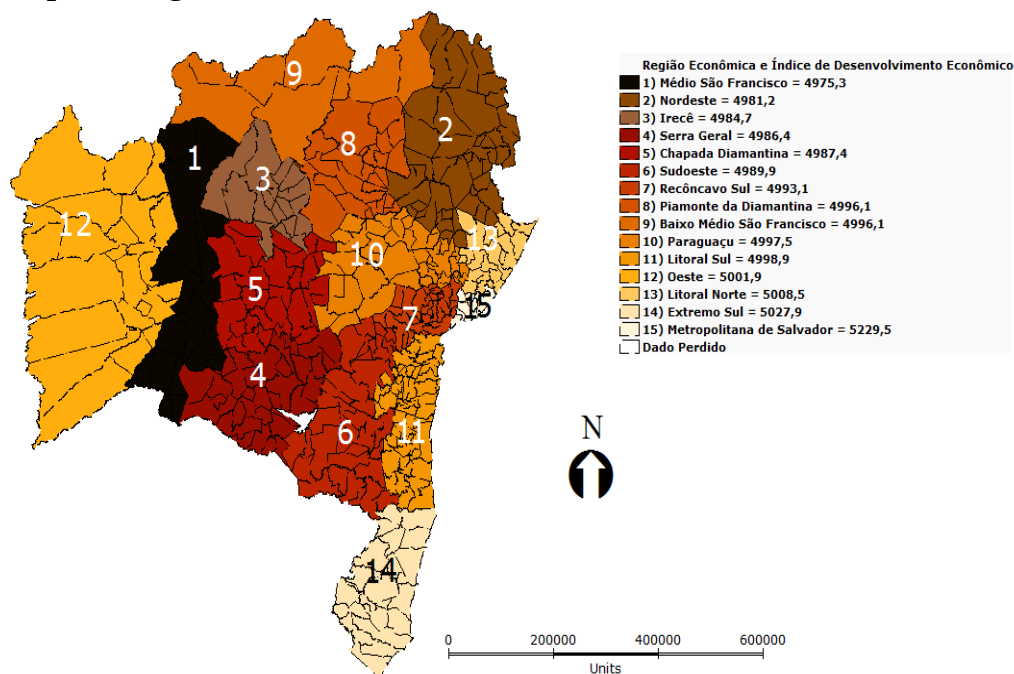 9
8
2
1
3
12
13
10
5
15
7
4
6
11
14
Região Econômica e Índice de Desenvolvimento Econômico
1) Médio São Francisco = 4975,3
2) Nordeste = 4981,2
3) Irecê = 4984,7
4) Serra Geral = 4986,4
5) Chapada Diamantina = 4987,4
6) Sudoeste = 4989,9
7) Recôncavo Sul = 4993,1
8) Piamonte da Diamantina = 4996,1
9) Baixo Médio São Francisco = 4996,1
10) Paraguaçu = 4997,5
11) Litoral Sul = 4998,9
12) Oeste = 5001,9
13) Litoral Norte = 5008,5
14) Extremo Sul = 5027,9
15) Metropolitana de Salvador = 5229,5
Dado Perdido
N
0 200000 400000 600000
Units